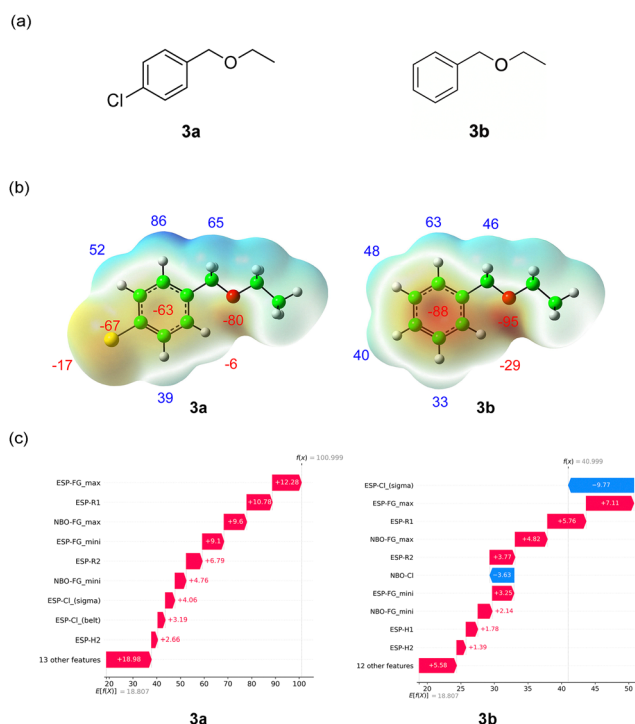 (a)
Cl
O
3a
O
3b
(b)
86 65
52
-63
-67
-80
-17
-6
39
3a
63 46
48
-88
-95
40
-29
33
3b
(c)
f(x) = 100.999
ESP-FG_max +12.28
ESP-R1 +10.78
NBO-FG_max +9.6
ESP-FG_mini +9.1
ESP-R2 +6.79
NBO-FG_mini +4.76
ESP-Cl_(sigma) +4.06
ESP-Cl_(belt) +3.19
ESP-H2 +2.66
13 other features +18.98
20 30 40 50 60 70 80 90 100
E[f(X)] = 18.807
3a
f(x) = 40.999
ESP-Cl_(sigma) −9.77
ESP-FG_max +7.11
ESP-R1 +5.76
NBO-FG_max +4.82
ESP-R2 +3.77
NBO-Cl −3.63
ESP-FG_mini +3.25
NBO-FG_mini +2.14
ESP-H1 +1.78
ESP-H2 +1.39
12 other features +5.58
20 25 30 35 40 45 50
E[f(X)] = 18.807
3b